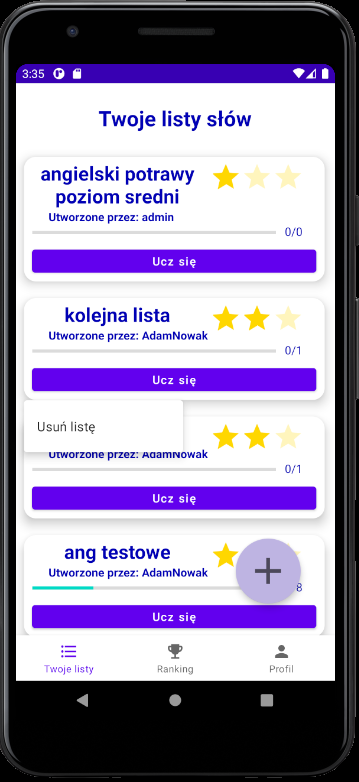 3:35
Twoje listy słów
angielski potrawy
poziom sredni
Utworzone przez: admin
0/0
Ucz się
kolejna lista
Utworzone przez: AdamNowak
0/1
Ucz się
Usuń listę
Utworzone przez: AdamNowak
0/1
Ucz się
ang testowe
Utworzone przez: AdamNowak
8
Ucz się
Twoje listy
Ranking
Profil